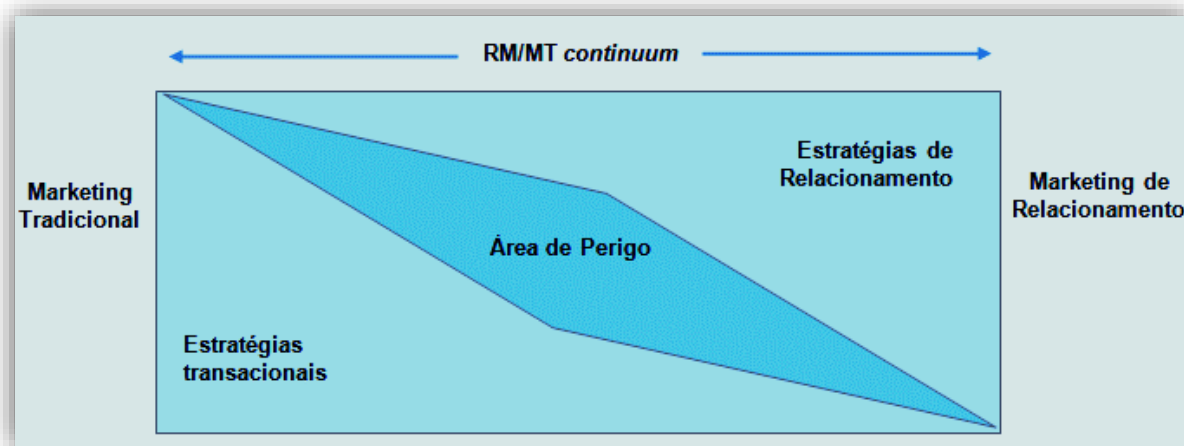 RM/MT continuum
Estratégias de
Relacionamento
Marketing
Tradicional
Marketing de
Relacionamento
Área de Perigo
Estratégias
transacionais